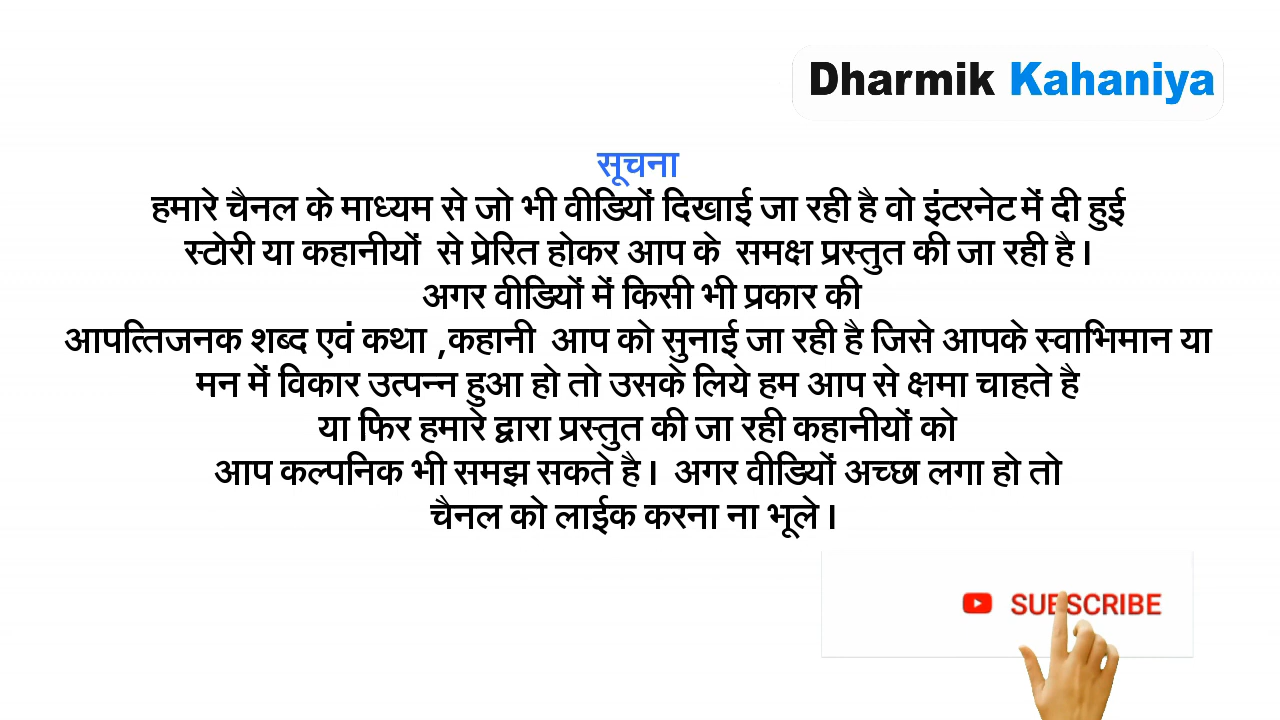 Dharmik Kahaniya
सूचना
हमारे चैनल के माध्यम से जो भी वीडियों दिखाई जा रही है वो इंटरनेट में दी हुई
स्टोरी या कहानीयों से प्रेरित होकर आप के समक्ष प्रस्तुत की जा रही है ।
अगर वीडियों में किसी भी प्रकार की
आपत्तिजनक शब्द एवं कथा ,कहानी आप को सुनाई जा रही है जिसे आपके स्वाभिमान या
मन में विकार उत्पन्न हुआ हो तो उसके लिये हम आप से क्षमा चाहते है
या फिर हमारे द्वारा प्रस्तुत की जा रही कहानीयों को
आप कल्पनिक भी समझ सकते है । अगर वीडियों अच्छा लगा हो तो
चैनल को लाईक करना ना भूले ।
SUBSCRIBE